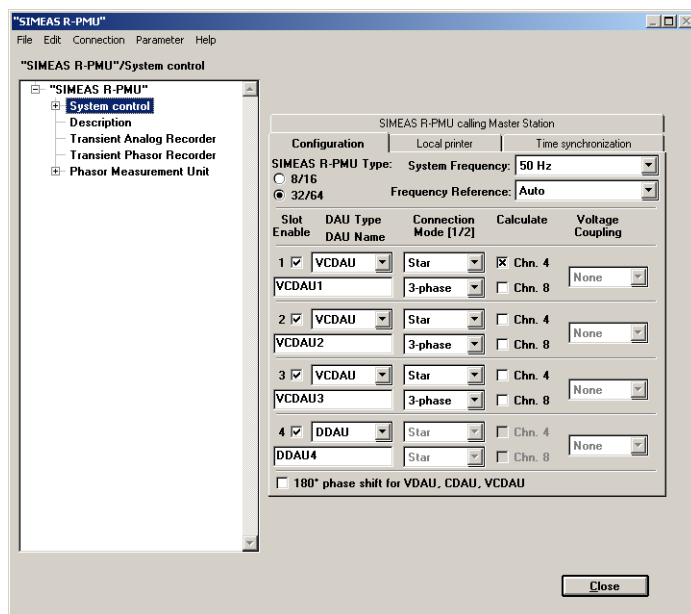 "SIMEAS R-PMU"
File Edit Connection Parameter Help
"SIMEAS R-PMU"/System control
"SIMEAS R-PMU"
System control
Description
Transient Analog Recorder
Transient Phasor Recorder
Phasor Measurement Unit
SIMEAS R-PMU calling Master Station
Configuration Local printer Time synchronization
SIMEAS R-PMU Type: System Frequency: 50 Hz
8/16
32/64 Frequency Reference: Auto
Slot DAU Type Connection Calculate Voltage
Enable DAU Name Mode [1/2] Coupling
1 VCDAU Star Chn. 4
None
VCDAU1 3-phase Chn. 8
2 VCDAU Star Chn. 4
None
VCDAU2 3-phase Chn. 8
3 VCDAU Star Chn. 4
None
VCDAU3 3-phase Chn. 8
4 DDAU Star Chn. 4
None
DDAU4 Star Chn. 8
180° phase shift for VDAU, CDAU, VCDAU
Close